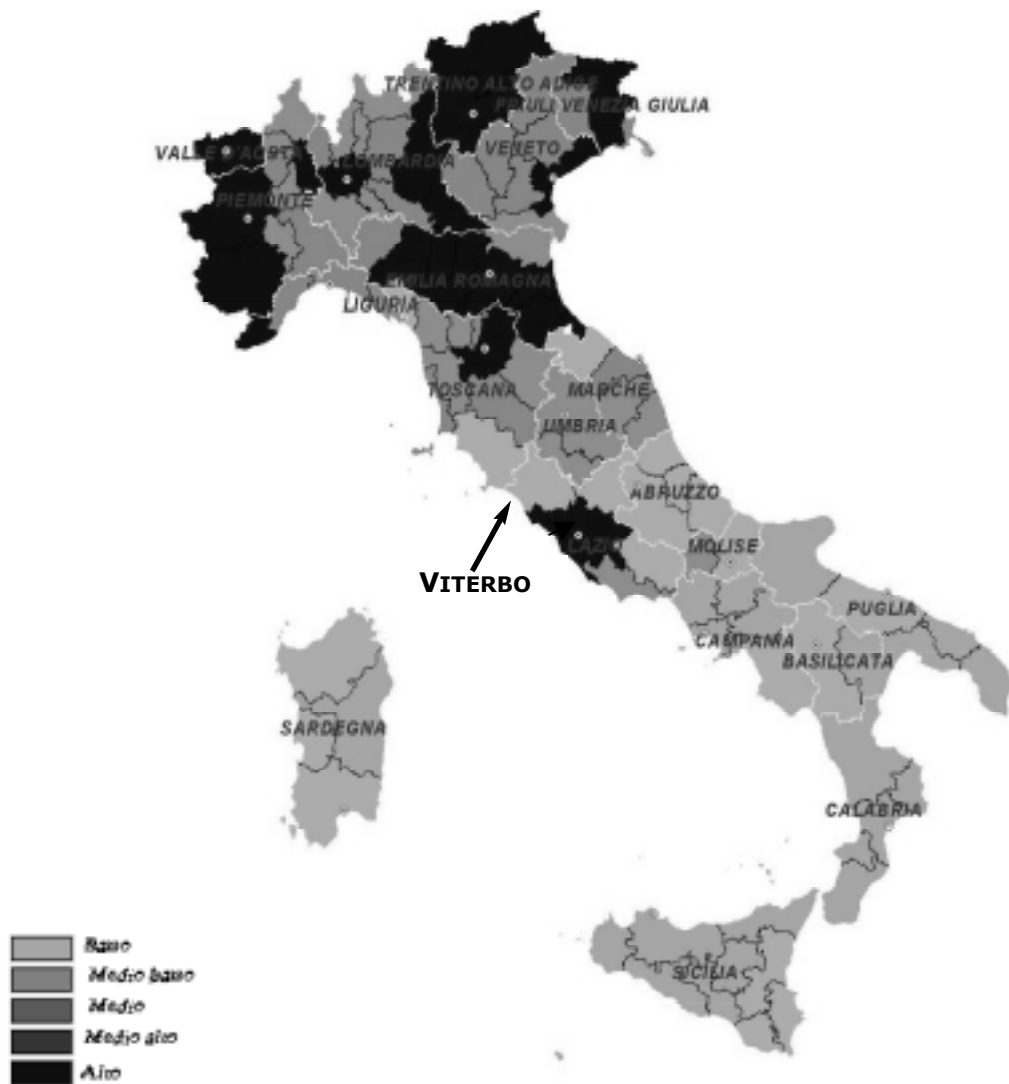 TRENTINO ALTO ADIGE
FRIULI VENEZIA GIULIA
VALLE D'AOSTA
LOMBARDIA
VENETO
PIEMONTE
EMILIA ROMAGNA
LIGURIA
TOSCANA
MARCHE
UMBRIA
ABRUZZO
LAZIO
MOLISE
VITERBO
PUGLIA
CAMPANIA
BASILICATA
SARDEGNA
CALABRIA
SICILIA
Basso
Medio basso
Medio
Medio alto
Alto